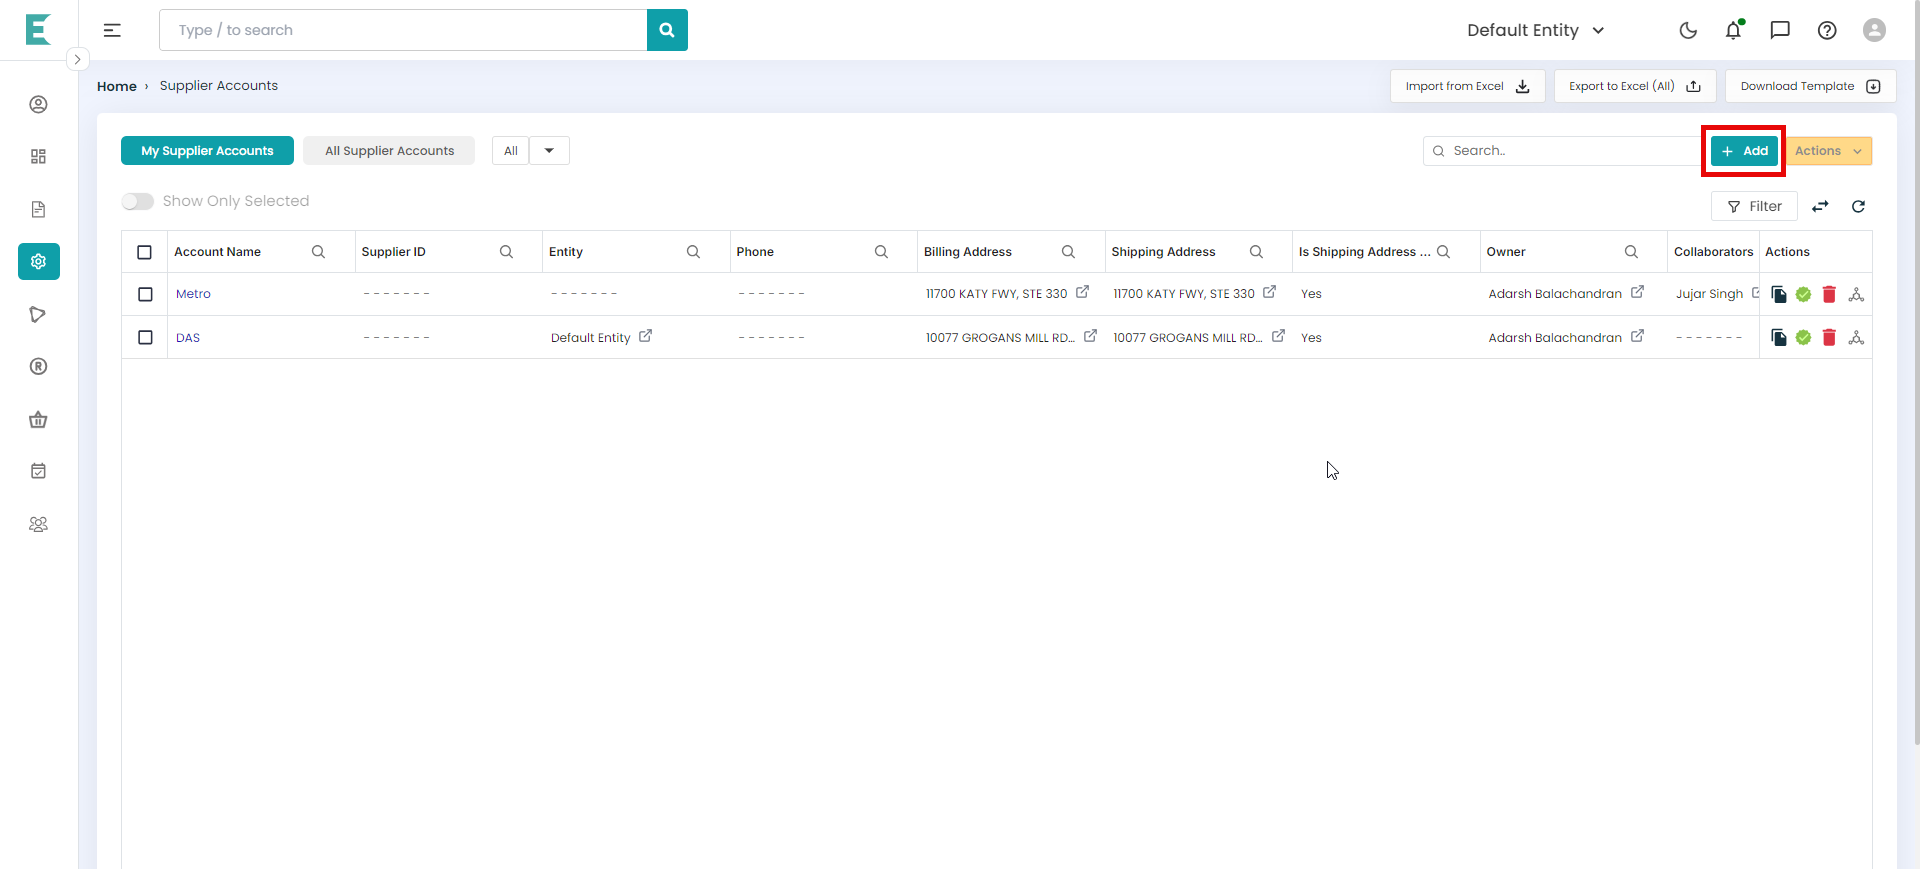 E
Type / to search
Default Entity
Home › Supplier Accounts
Import from Excel
Export to Excel (All)
Download Template
My Supplier Accounts
All Supplier Accounts
All
Search..
+ Add
Actions
Show Only Selected
Filter
Account Name Supplier ID Entity Phone Billing Address Shipping Address Is Shipping Address ... Owner Collaborators Actions
Metro ------- ------- ------- 11700 KATY FWY, STE 330 11700 KATY FWY, STE 330 Yes Adarsh Balachandran Jujar Singh
DAS ------- Default Entity ------- 10077 GROGANS MILL RD... 10077 GROGANS MILL RD... Yes Adarsh Balachandran -------
R